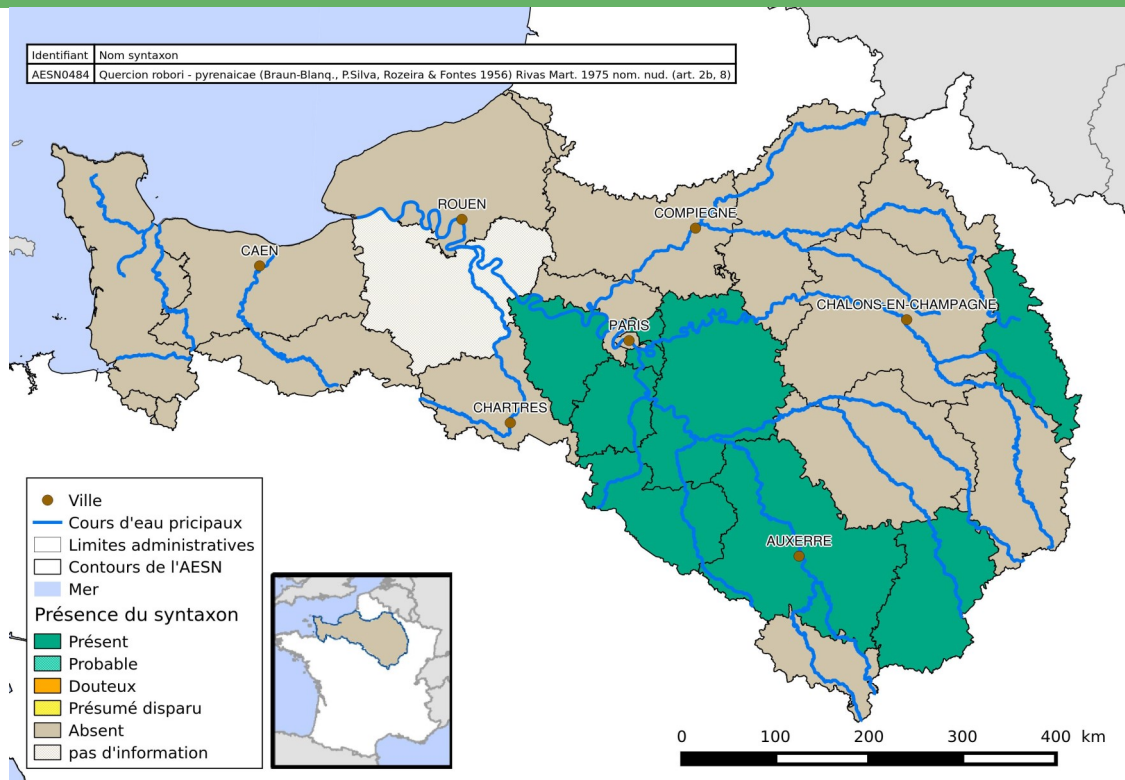 Identifiant Nom syntaxon
AESN0484 Quercion robori - pyrenaicae (Braun-Blanq., P.Silva, Rozeira & Fontes 1956) Rivas Mart. 1975 nom. nud. (art. 2b, 8)
ROUEN
COMPIEGNE
CAEN
CHALONS-EN-CHAMPAGNE
PARIS
CHARTRES
AUXERRE
Ville
Cours d'eau pricipaux
Limites administratives
Contours de l'AESN
Mer
Présence du syntaxon
Présent
Probable
Douteux
Présumé disparu
Absent
pas d'information
0 100 200 300 400 km